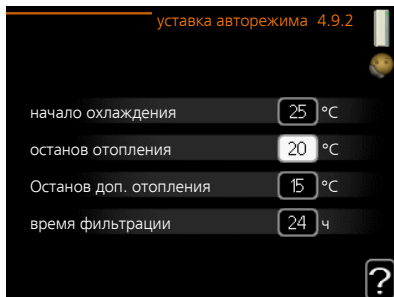 уставка авторежима 4.9.2
начало охлаждения 25 °C
останов отопления 20 °C
Останов доп. отопления 15 °C
время фильтрации 24 ч
?